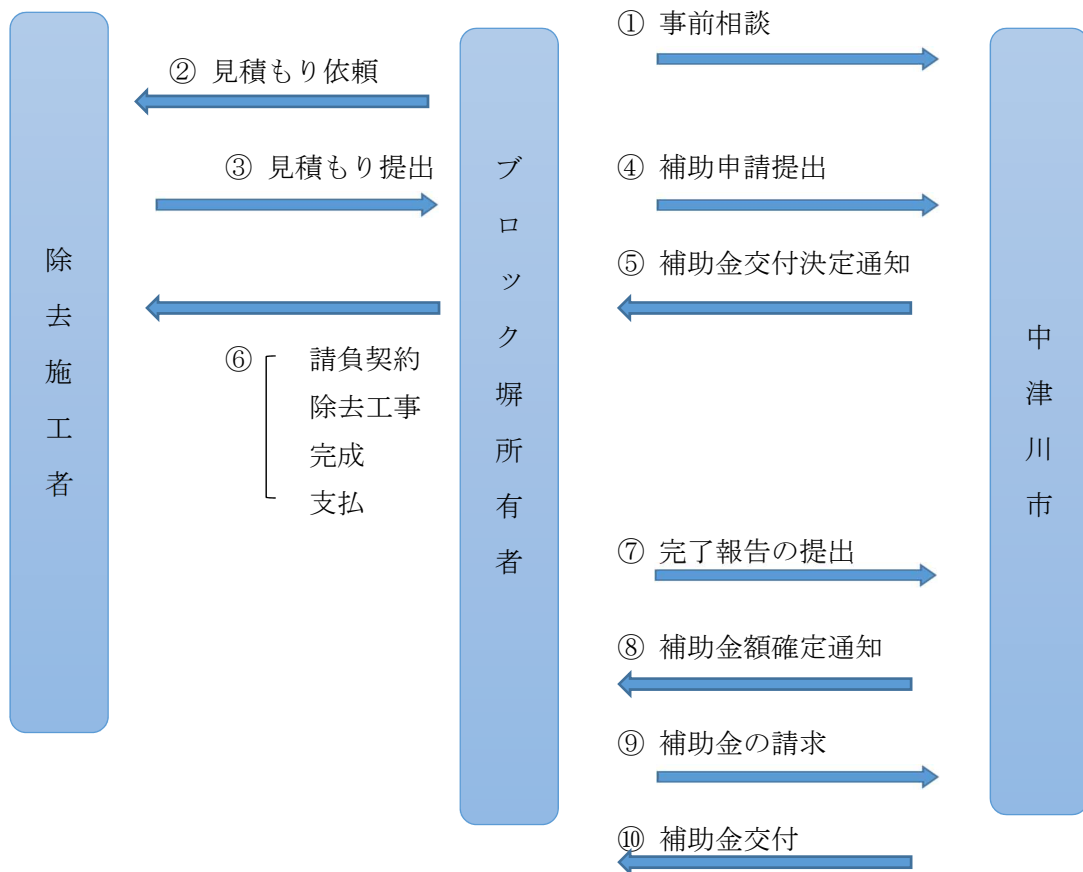 ① 事前相談
② 見積もり依頼
③ 見積もり提出
④ 補助申請提出
⑤ 補助金交付決定通知
⑥ 請負契約
除去工事
完成
支払
⑦ 完了報告の提出
⑧ 補助金額確定通知
⑨ 補助金の請求
⑩ 補助金交付
除去施工者
ブロック塀所有者
中津川市